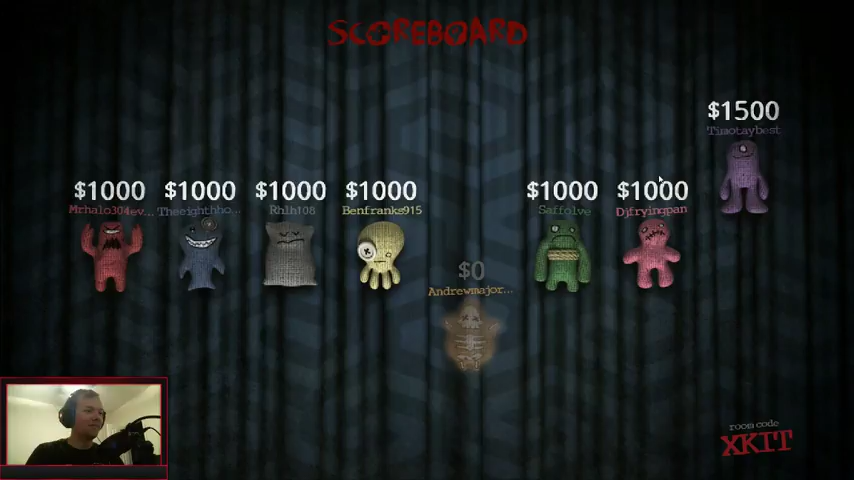 SCOREBOARD
$1500
Timotaybest
$1000 $1000 $1000 $1000 $1000 $1000
Mrhalo304ev... Theeighthho... Rhlh108 Benfranks915 Saffolve Djfryingpan
$0
Andrewmajor...
room code
XKIT